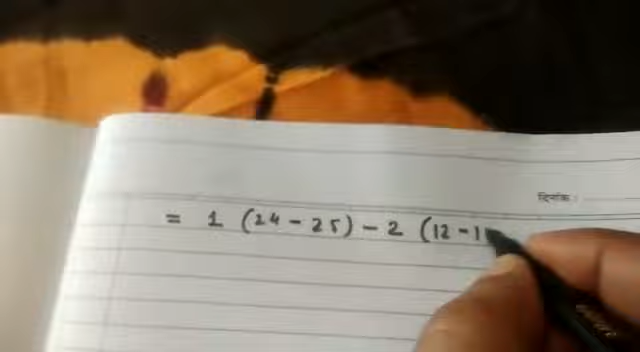 दिनांक :
= 1 (24 - 25) - 2 (12 - 1